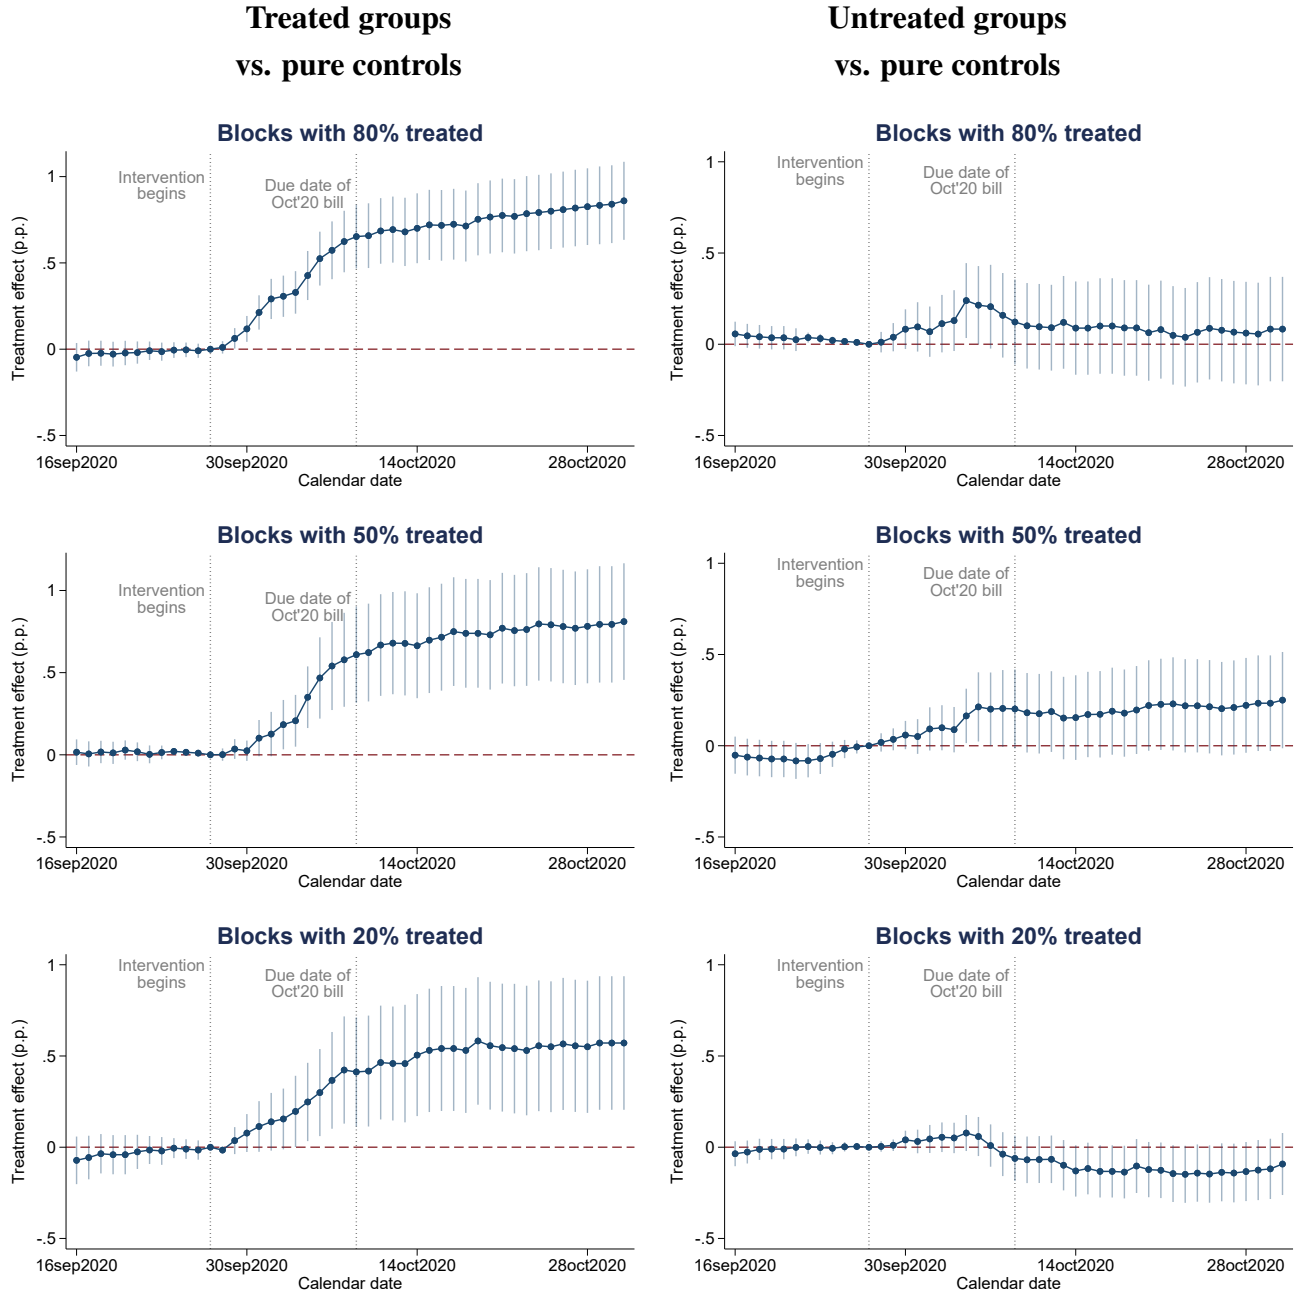 Treated groups
vs. pure controls
Untreated groups
vs. pure controls
Blocks with 80% treated
Intervention
begins
Due date of
Oct'20 bill
Treatment effect (p.p.)
1
.5
0
-.5
16sep2020
30sep2020
14oct2020
28oct2020
Calendar date
Blocks with 80% treated
Intervention
begins
Due date of
Oct'20 bill
Treatment effect (p.p.)
1
.5
0
-.5
16sep2020
30sep2020
14oct2020
28oct2020
Calendar date
Blocks with 50% treated
Intervention
begins
Due date of
Oct'20 bill
Treatment effect (p.p.)
1
.5
0
-.5
16sep2020
30sep2020
14oct2020
28oct2020
Calendar date
Blocks with 50% treated
Intervention
begins
Due date of
Oct'20 bill
Treatment effect (p.p.)
1
.5
0
-.5
16sep2020
30sep2020
14oct2020
28oct2020
Calendar date
Blocks with 20% treated
Intervention
begins
Due date of
Oct'20 bill
Treatment effect (p.p.)
1
.5
0
-.5
16sep2020
30sep2020
14oct2020
28oct2020
Calendar date
Blocks with 20% treated
Intervention
begins
Due date of
Oct'20 bill
Treatment effect (p.p.)
1
.5
0
-.5
16sep2020
30sep2020
14oct2020
28oct2020
Calendar date